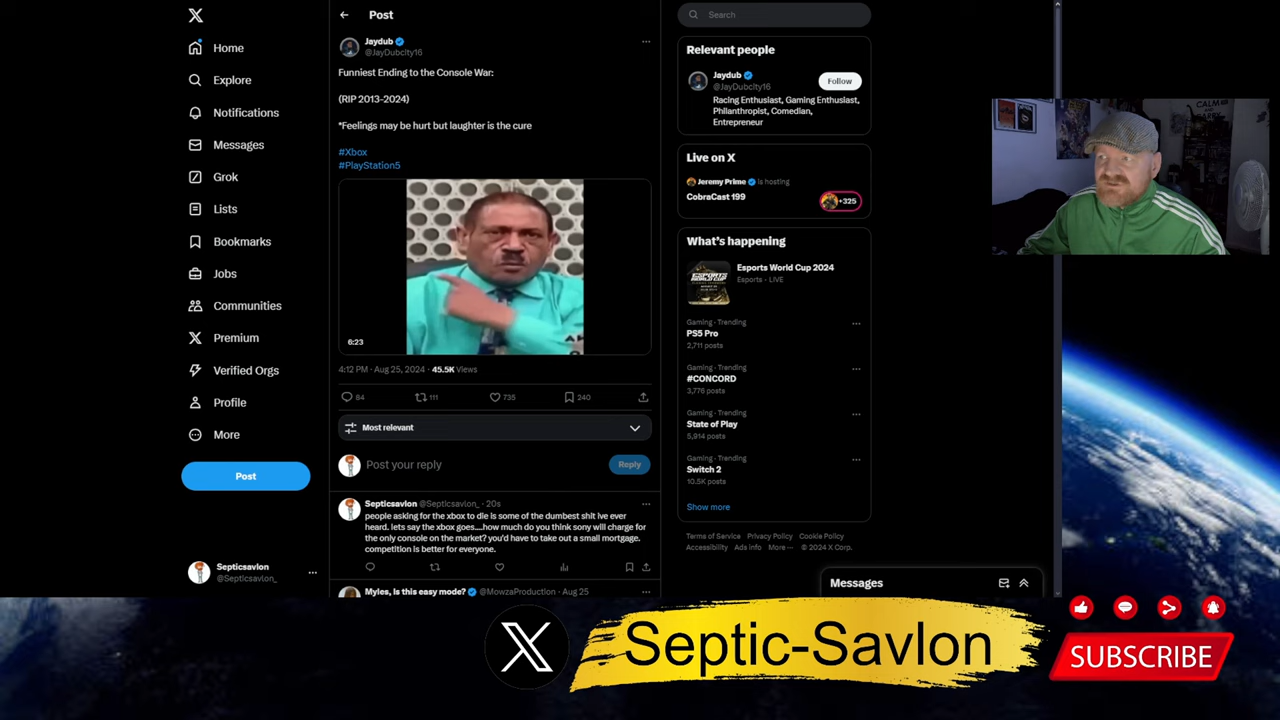 Home
Explore
Notifications
Messages
Grok
Lists
Bookmarks
Jobs
Communities
Premium
Verified Orgs
Profile
More
Post
Septicsavlon
@Septicsavlon_
Post
Jaydub
@JayDubcity16
Funniest Ending to the Console War:
(RIP 2013-2024)
*Feelings may be hurt but laughter is the cure
#Xbox
#PlayStation5
6:23
4:12 PM · Aug 25, 2024 · 45.5K Views
84
111
735
240
Most relevant
Post your reply
Reply
Septicsavlon @Septicsavlon_ · 20s
people asking for the xbox to die is some of the dumbest shit ive ever
heard. lets say the xbox goes....how much do you think sony will charge for
the only console on the market? you'd have to take out a small mortgage.
competition is better for everyone.
Myles, Is this easy mode? @MowzaProduction · Aug 25
Search
Relevant people
Jaydub
@JayDubcity16
Follow
Racing Enthusiast, Gaming Enthusiast,
Philanthropist, Comedian,
Entrepreneur
Live on X
Jeremy Prime is hosting
CobraCast 199
+325
What's happening
Esports World Cup 2024
Esports · LIVE
Gaming · Trending
PS5 Pro
2,711 posts
Gaming · Trending
#CONCORD
3,776 posts
Gaming · Trending
State of Play
5,914 posts
Gaming · Trending
Switch 2
10.5K posts
Show more
Terms of Service Privacy Policy Cookie Policy
Accessibility Ads info More ··· © 2024 X Corp.
Messages
Septic-Savlon
SUBSCRIBE